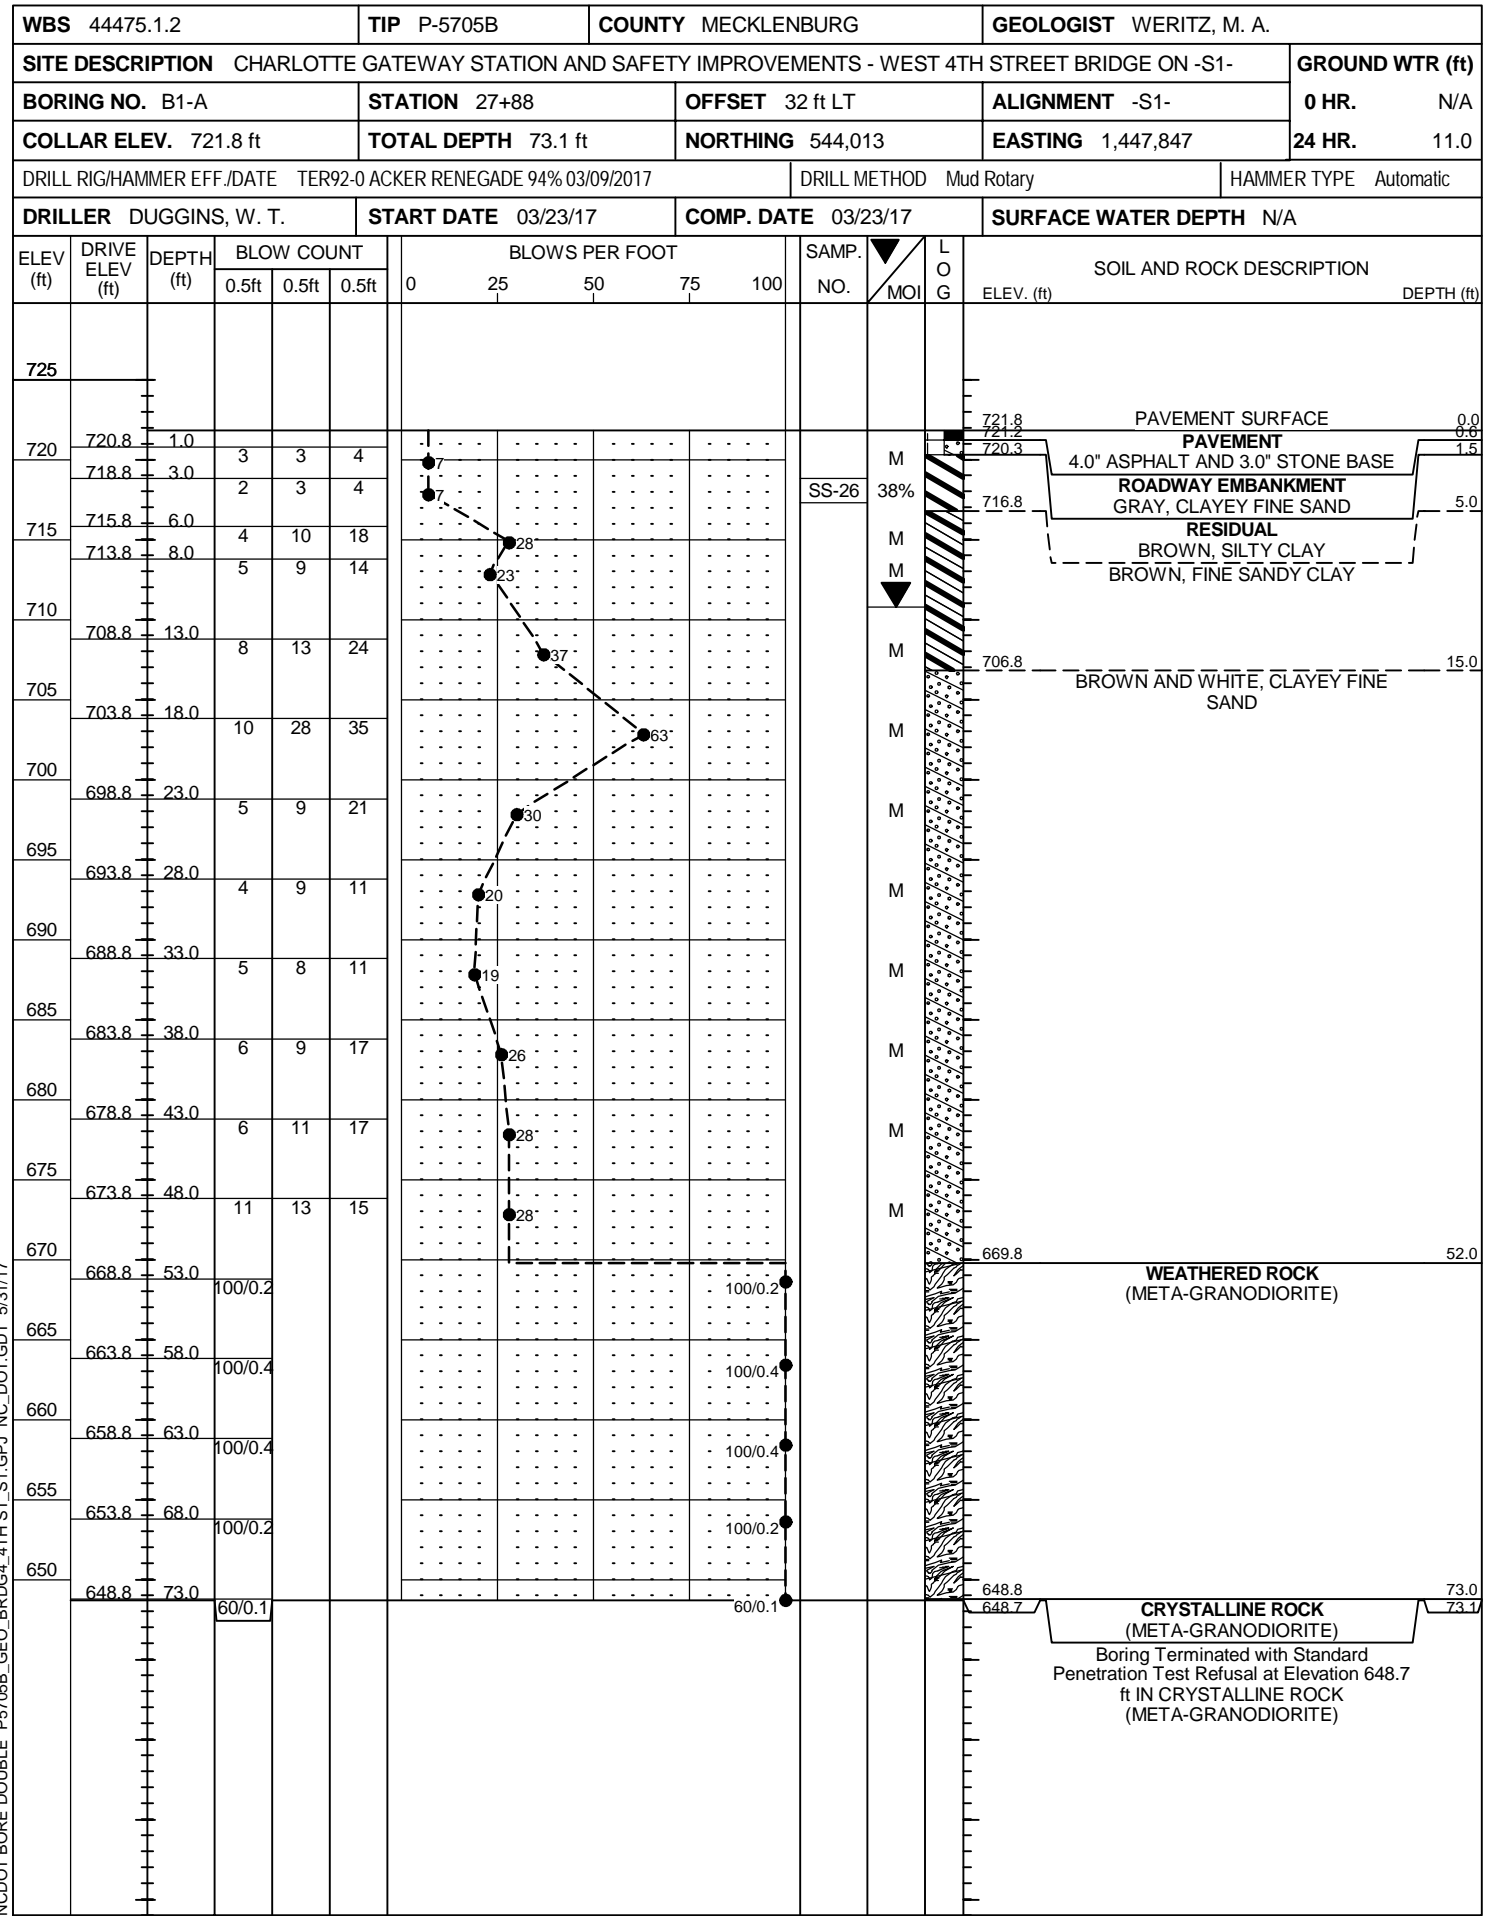 WBS 44475.1.2 TIP P-5705B COUNTY MECKLENBURG GEOLOGIST WERITZ, M. A.
SITE DESCRIPTION CHARLOTTE GATEWAY STATION AND SAFETY IMPROVEMENTS - WEST 4TH STREET BRIDGE ON -S1- GROUND WTR (ft)
BORING NO. B1-A STATION 27+88 OFFSET 32 ft LT ALIGNMENT -S1- 0 HR. N/A
COLLAR ELEV. 721.8 ft TOTAL DEPTH 73.1 ft NORTHING 544,013 EASTING 1,447,847 24 HR. 11.0
DRILL RIG/HAMMER EFF./DATE TER92-0 ACKER RENEGADE 94% 03/09/2017 DRILL METHOD Mud Rotary HAMMER TYPE Automatic
DRILLER DUGGINS, W. T. START DATE 03/23/17 COMP. DATE 03/23/17 SURFACE WATER DEPTH N/A
ELEV (ft) DRIVE ELEV (ft) DEPTH (ft) BLOW COUNT BLOWS PER FOOT SAMP. NO. MOI LOG SOIL AND ROCK DESCRIPTION
0.5ft 0.5ft 0.5ft 0 25 50 75 100 ELEV. (ft) DEPTH (ft)
725
721.8 PAVEMENT SURFACE 0.0
720.8 1.0 721.2 PAVEMENT 0.6
720 3 3 4 7 M 720.3 4.0" ASPHALT AND 3.0" STONE BASE 1.5
718.8 3.0 ROADWAY EMBANKMENT
2 3 4 7 SS-26 38% 716.8 GRAY, CLAYEY FINE SAND 5.0
715.8 6.0 RESIDUAL
715 4 10 18 28 M BROWN, SILTY CLAY
713.8 8.0
5 9 14 23 M BROWN, FINE SANDY CLAY
710
708.8 13.0
8 13 24 37 M
706.8 15.0
705 BROWN AND WHITE, CLAYEY FINE
SAND
703.8 18.0
10 28 35 63 M
700
698.8 23.0
5 9 21 30 M
695
693.8 28.0
4 9 11 20 M
690
688.8 33.0
5 8 11 19 M
685
683.8 38.0
6 9 17 26 M
680
678.8 43.0
6 11 17 28 M
675
673.8 48.0
11 13 15 28 M
670 669.8 52.0
668.8 53.0 WEATHERED ROCK
100/0.2 100/0.2 (META-GRANODIORITE)
665
663.8 58.0
100/0.4 100/0.4
660
658.8 63.0
100/0.4 100/0.4
655
653.8 68.0
100/0.2 100/0.2
650
648.8 73.0 648.8 73.0
60/0.1 60/0.1 648.7 CRYSTALLINE ROCK 73.1
(META-GRANODIORITE)
Boring Terminated with Standard
Penetration Test Refusal at Elevation 648.7
ft IN CRYSTALLINE ROCK
(META-GRANODIORITE)
NCDOT BORE DOUBLE P5705B_GEO_BRDG4_4TH ST_S1.GPJ NC_DOT.GDT 5/31/17